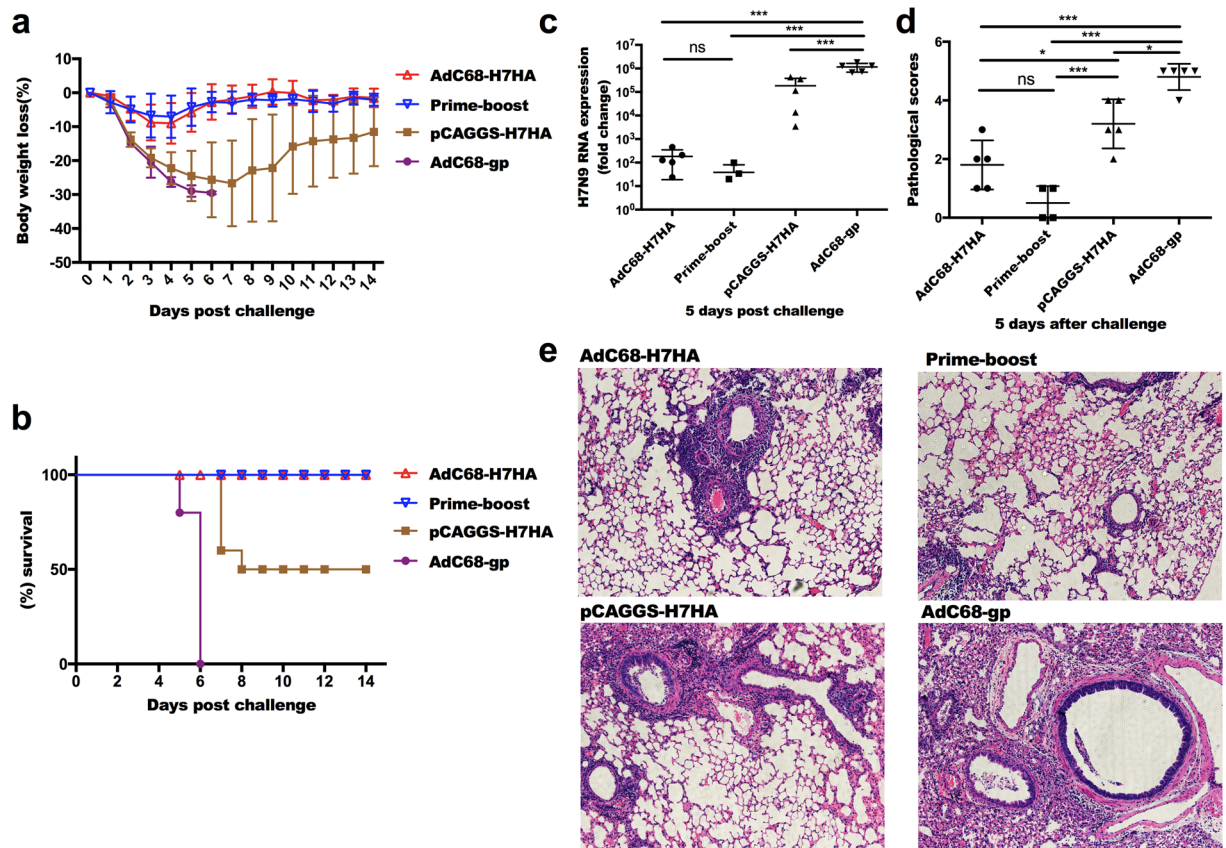 a
10
0
-10
-20
-30
-40
-50
Body weight loss(%)
0 1 2 3 4 5 6 7 8 9 10 11 12 13 14
Days post challenge
AdC68-H7HA
Prime-boost
pCAGGS-H7HA
AdC68-gp
b
100
50
0
(%) survival
0 2 4 6 8 10 12 14
Days post challenge
AdC68-H7HA
Prime-boost
pCAGGS-H7HA
AdC68-gp
c
***
***
ns
***
10⁷
10⁶
10⁵
10⁴
10³
10²
10¹
10⁰
H7N9 RNA expression
(fold change)
AdC68-H7HA
Prime-boost
pCAGGS-H7HA
AdC68-gp
5 days post challenge
d
***
***
*
*
ns
***
6
4
2
0
Pathological scores
AdC68-H7HA
Prime-boost
pCAGGS-H7HA
AdC68-gp
5 days after challenge
e
AdC68-H7HA
Prime-boost
pCAGGS-H7HA
AdC68-gp